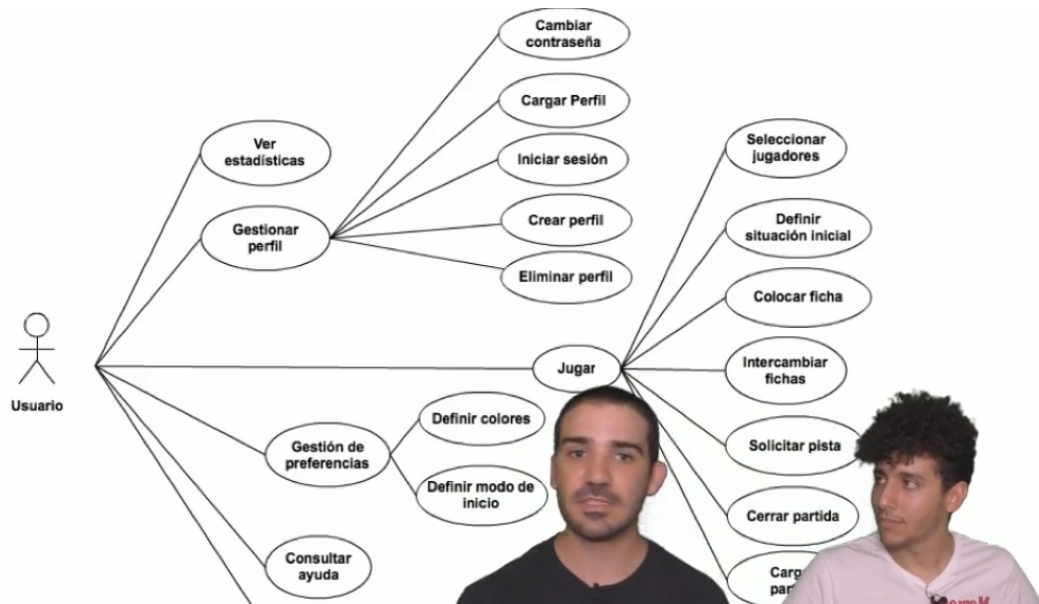 Cambiar
contraseña
Cargar Perfil
Iniciar sesión
Crear perfil
Eliminar perfil
Ver
estadísticas
Gestionar
perfil
Usuario
Jugar
Gestión de
preferencias
Definir colores
Definir modo de
inicio
Consultar
ayuda
Seleccionar
jugadores
Definir
situación inicial
Colocar ficha
Intercambiar
fichas
Solicitar pista
Cerrar partida